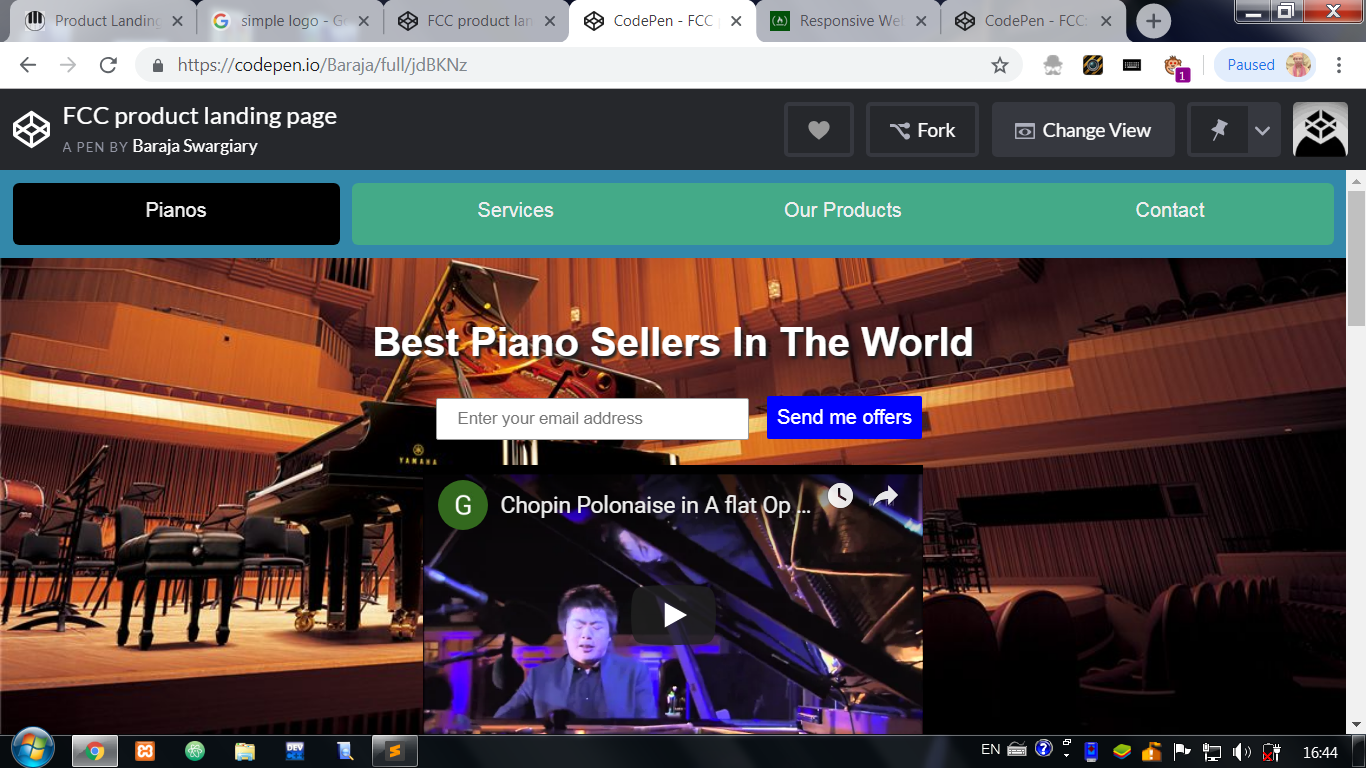 Product Landing
simple logo - G
FCC product lan
CodePen - FCC
Responsive We
CodePen - FCC
https://codepen.io/Baraja/full/jdBKNz
Paused
1
FCC product landing page
A PEN BY Baraja Swargiary
Fork
Change View
Pianos
Services
Our Products
Contact
Best Piano Sellers In The World
Enter your email address
Send me offers
YAMAHA
G
Chopin Polonaise in A flat Op ...
DEV
EN
16:44